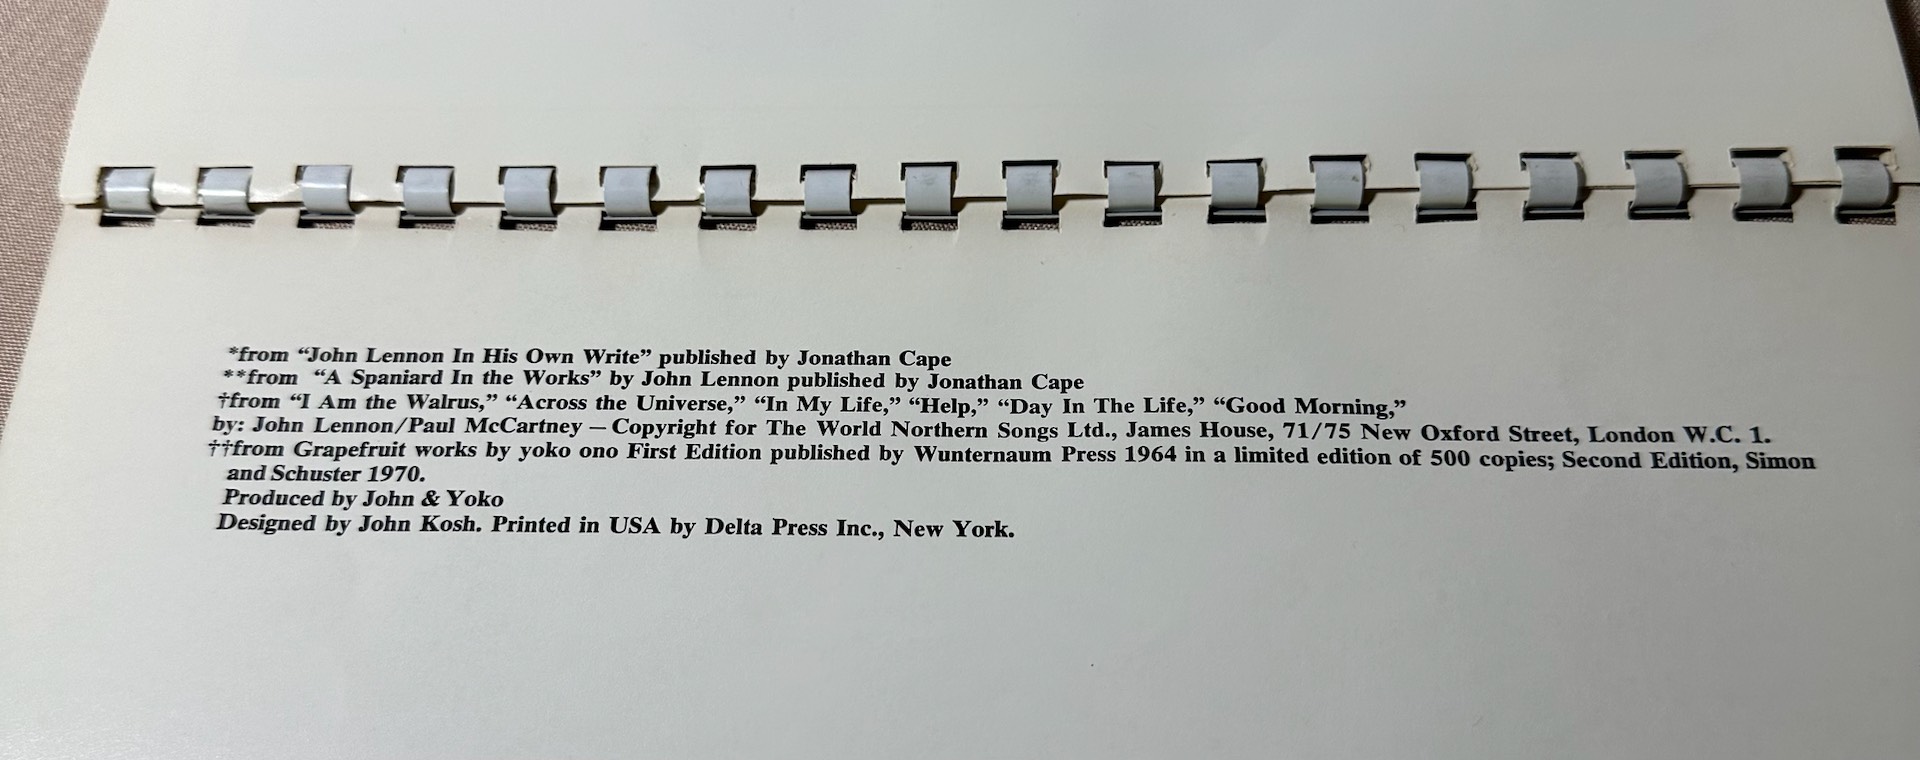 *from “John Lennon In His Own Write” published by Jonathan Cape
**from “A Spaniard In the Works” by John Lennon published by Jonathan Cape
†from “I Am the Walrus,” “Across the Universe,” “In My Life,” “Help,” “Day In The Life,” “Good Morning,”
by: John Lennon/Paul McCartney — Copyright for The World Northern Songs Ltd., James House, 71/75 New Oxford Street, London W.C. 1.
††from Grapefruit works by yoko ono First Edition published by Wunternaum Press 1964 in a limited edition of 500 copies; Second Edition, Simon
and Schuster 1970.
Produced by John & Yoko
Designed by John Kosh. Printed in USA by Delta Press Inc., New York.